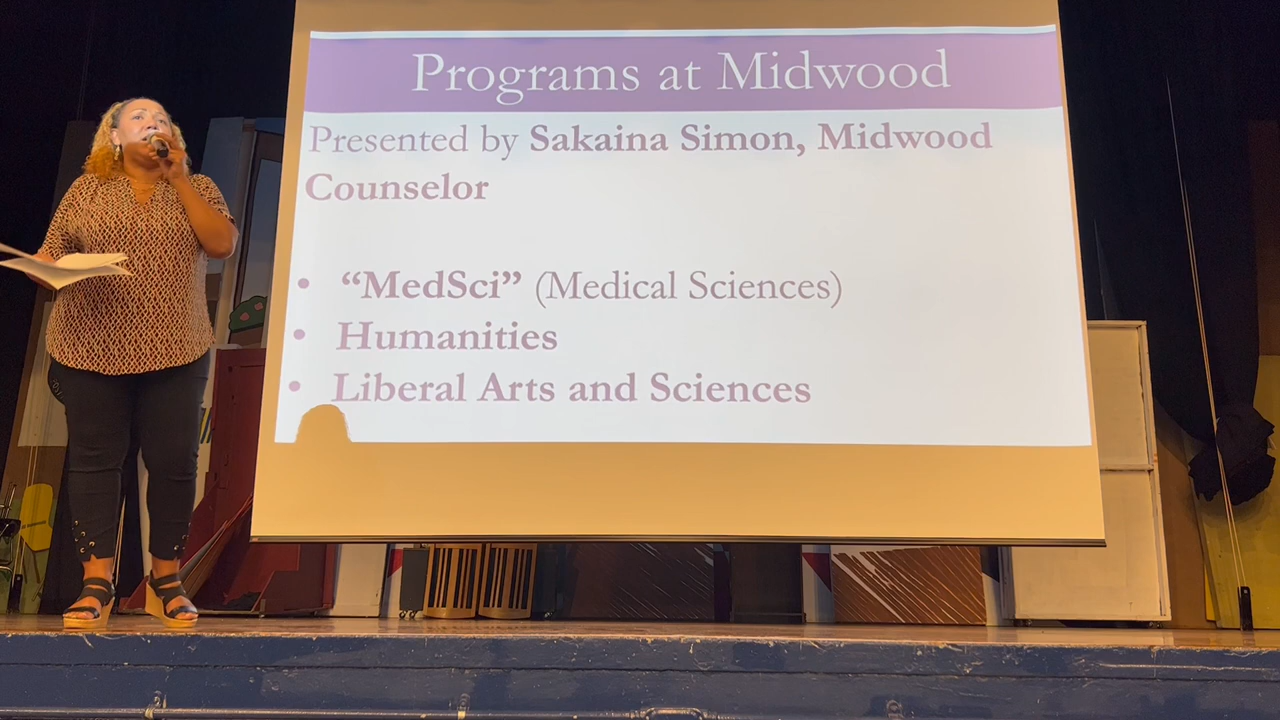 Programs at Midwood
Presented by Sakaina Simon, Midwood
Counselor
• “MedSci” (Medical Sciences)
• Humanities
• Liberal Arts and Sciences